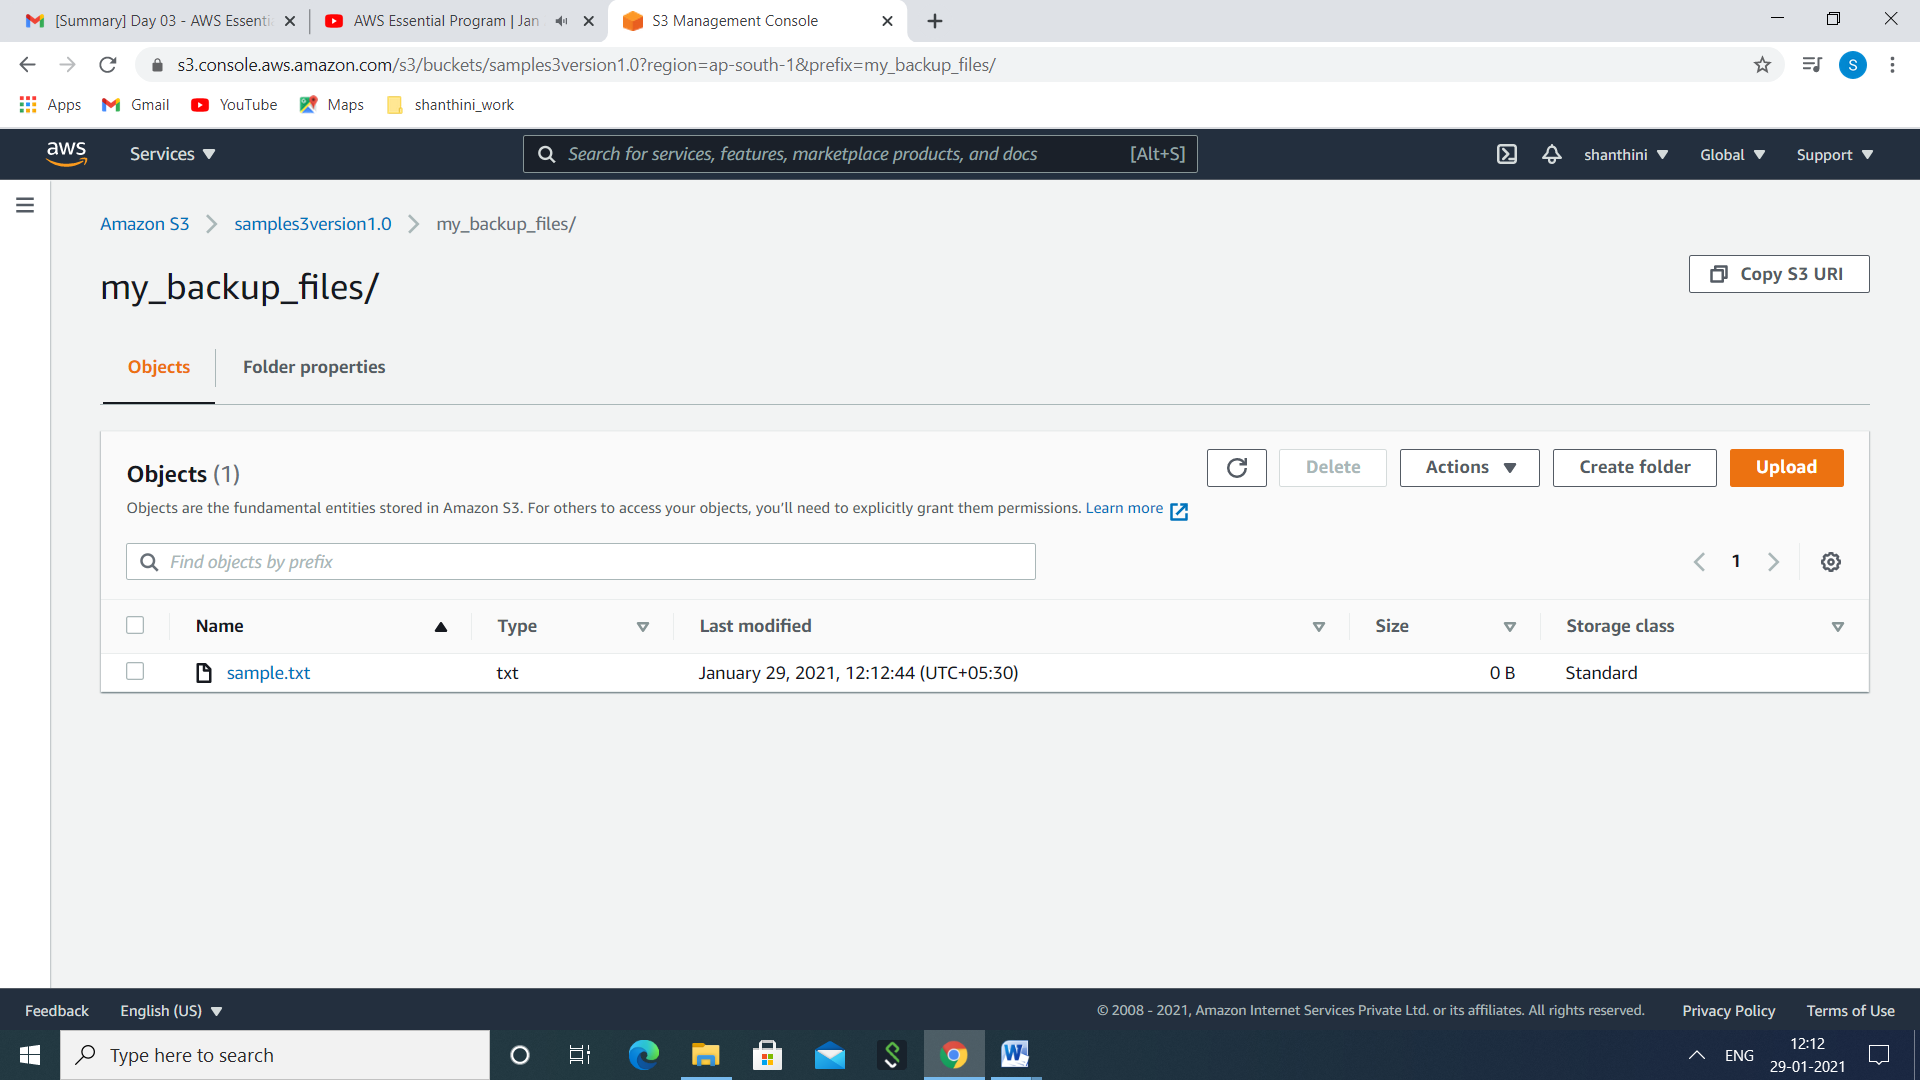 [Summary] Day 03 - AWS Essenti
AWS Essential Program | Jan
S3 Management Console
s3.console.aws.amazon.com/s3/buckets/samples3version1.0?region=ap-south-1&prefix=my_backup_files/
S
Apps
Gmail
YouTube
Maps
shanthini_work
aws
Services
Search for services, features, marketplace products, and docs
[Alt+S]
shanthini
Global
Support
Amazon S3
samples3version1.0
my_backup_files/
my_backup_files/
Copy S3 URI
Objects
Folder properties
Objects (1)
Delete
Actions
Create folder
Upload
Objects are the fundamental entities stored in Amazon S3. For others to access your objects, you'll need to explicitly grant them permissions. Learn more
Find objects by prefix
1
Name
Type
Last modified
Size
Storage class
sample.txt
txt
January 29, 2021, 12:12:44 (UTC+05:30)
0 B
Standard
Feedback
English (US)
© 2008 - 2021, Amazon Internet Services Private Ltd. or its affiliates. All rights reserved.
Privacy Policy
Terms of Use
Type here to search
ENG
12:12
29-01-2021